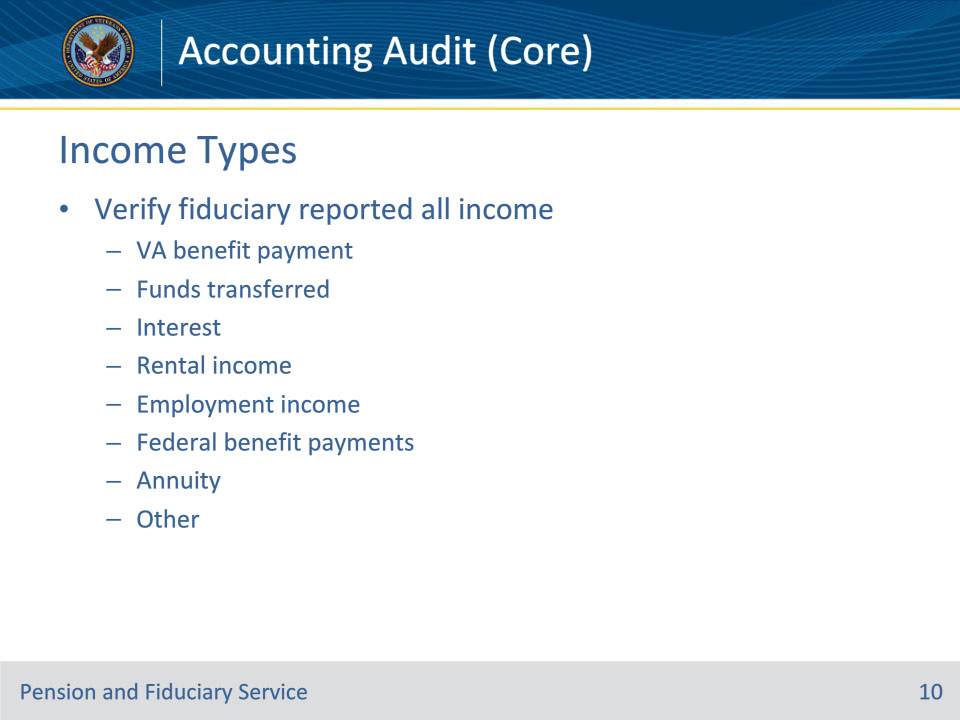 Accounting Audit (Core)
Income Types
• Verify fiduciary reported all income
– VA benefit payment
– Funds transferred
– Interest
– Rental income
– Employment income
– Federal benefit payments
– Annuity
– Other
Pension and Fiduciary Service
10